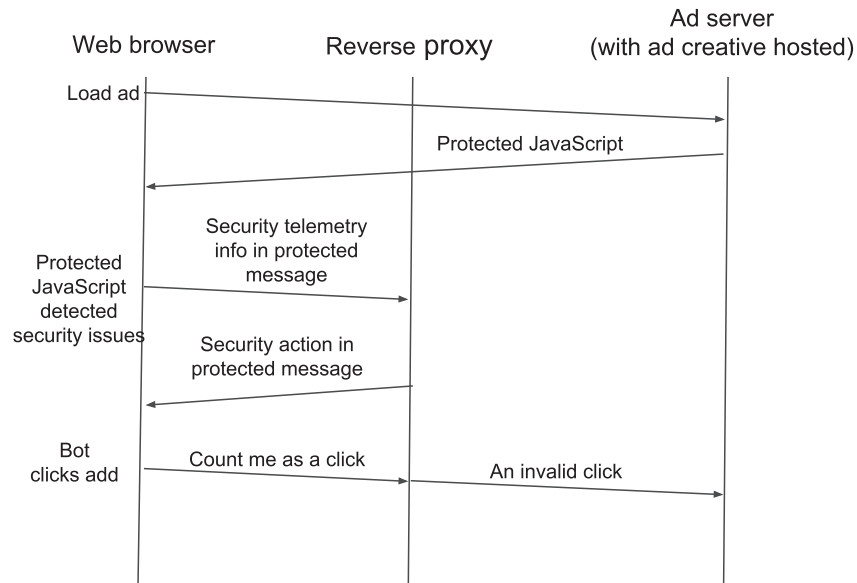 Web browser
Reverse proxy
Ad server
(with ad creative hosted)
Load ad
Protected JavaScript
Security telemetry
info in protected
message
Protected
JavaScript
detected
security issues
Security action in
protected message
Bot
clicks add
Count me as a click
An invalid click